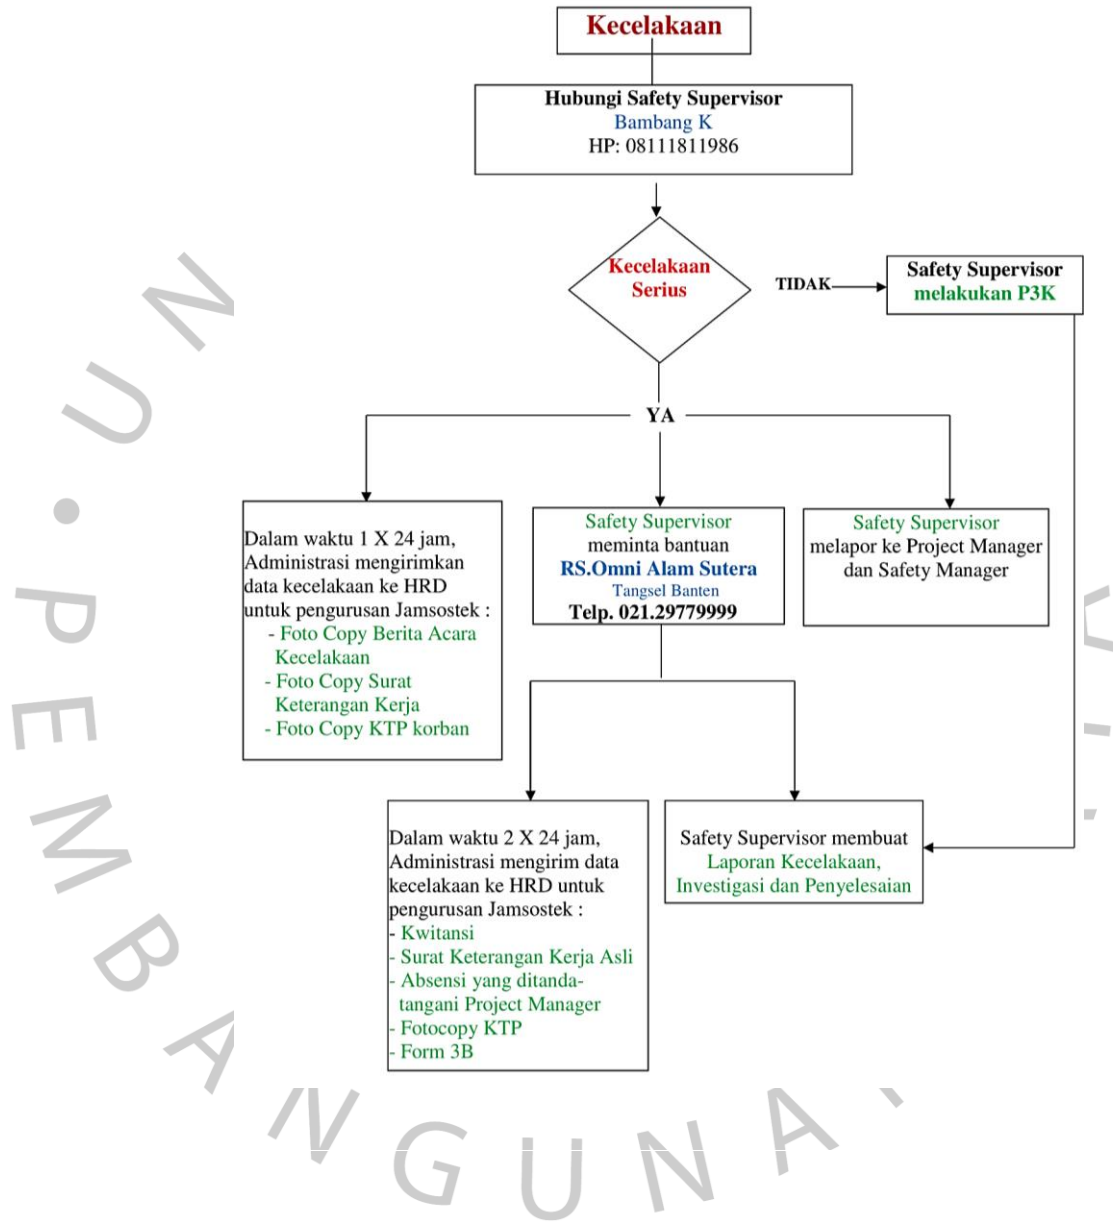 Kecelakaan
Hubungi Safety Supervisor
Bambang K
HP: 08111811986
Kecelakaan
Serius
TIDAK
Safety Supervisor
melakukan P3K
YA
Dalam waktu 1 X 24 jam,
Administrasi mengirimkan
data kecelakaan ke HRD
untuk pengurusan Jamsostek :
- Foto Copy Berita Acara
Kecelakaan
- Foto Copy Surat
Keterangan Kerja
- Foto Copy KTP korban
Safety Supervisor
meminta bantuan
RS.Omni Alam Sutera
Tangsel Banten
Telp. 021.29779999
Safety Supervisor
melapor ke Project Manager
dan Safety Manager
Dalam waktu 2 X 24 jam,
Administrasi mengirim data
kecelakaan ke HRD untuk
pengurusan Jamsostek :
- Kwitansi
- Surat Keterangan Kerja Asli
- Absensi yang ditanda-
tangani Project Manager
- Fotocopy KTP
- Form 3B
Safety Supervisor membuat
Laporan Kecelakaan,
Investigasi dan Penyelesaian
UN • PEMBANGUNA